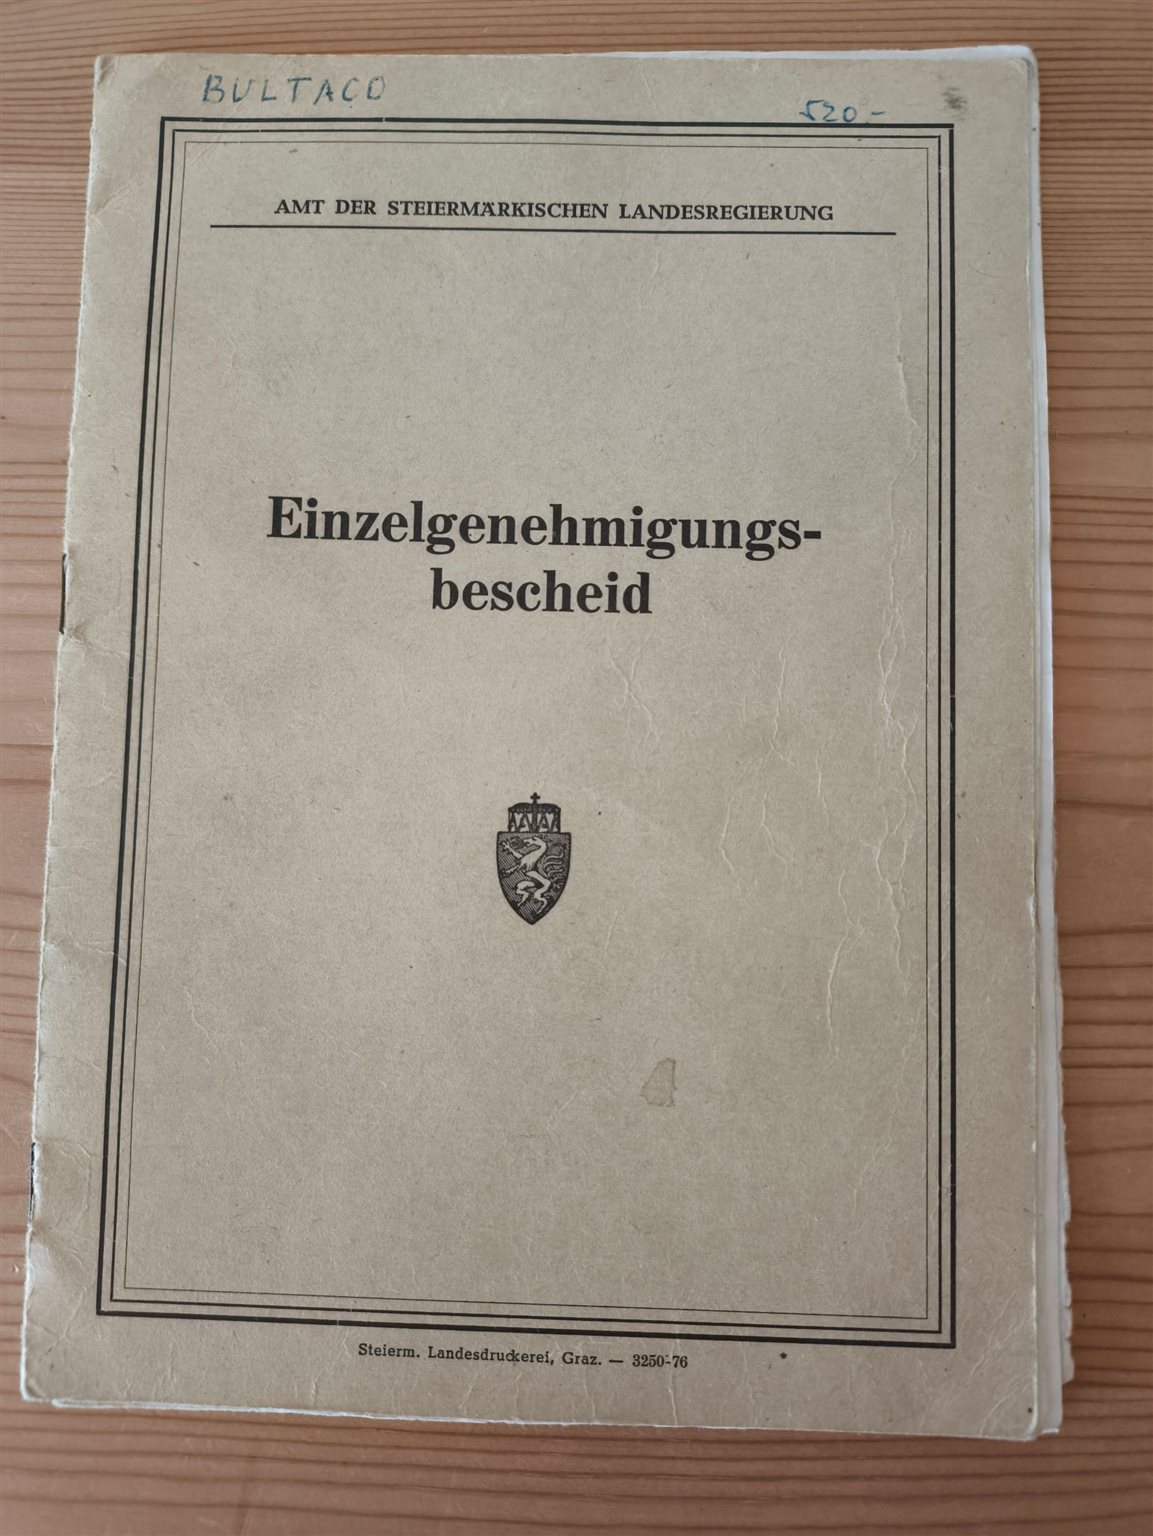 BULTACO
520.-
AMT DER STEIERMÄRKISCHEN LANDESREGIERUNG
Einzelgenehmigungs-
bescheid
Steierm. Landesdruckerei, Graz. — 3250-76